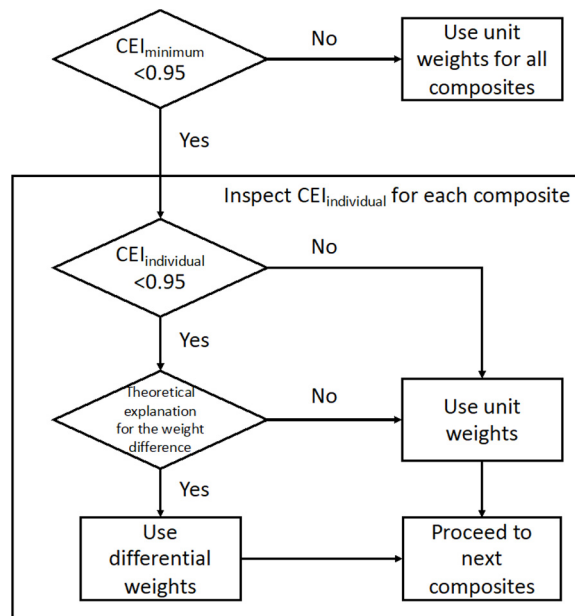 CEIminimum
<0.95
No
Use unit
weights for all
composites
Yes
Inspect CEIindividual for each composite
CEIindividual
<0.95
No
Yes
Theoretical
explanation
for the weight
difference
No
Use unit
weights
Yes
Use
differential
weights
Proceed to
next
composites